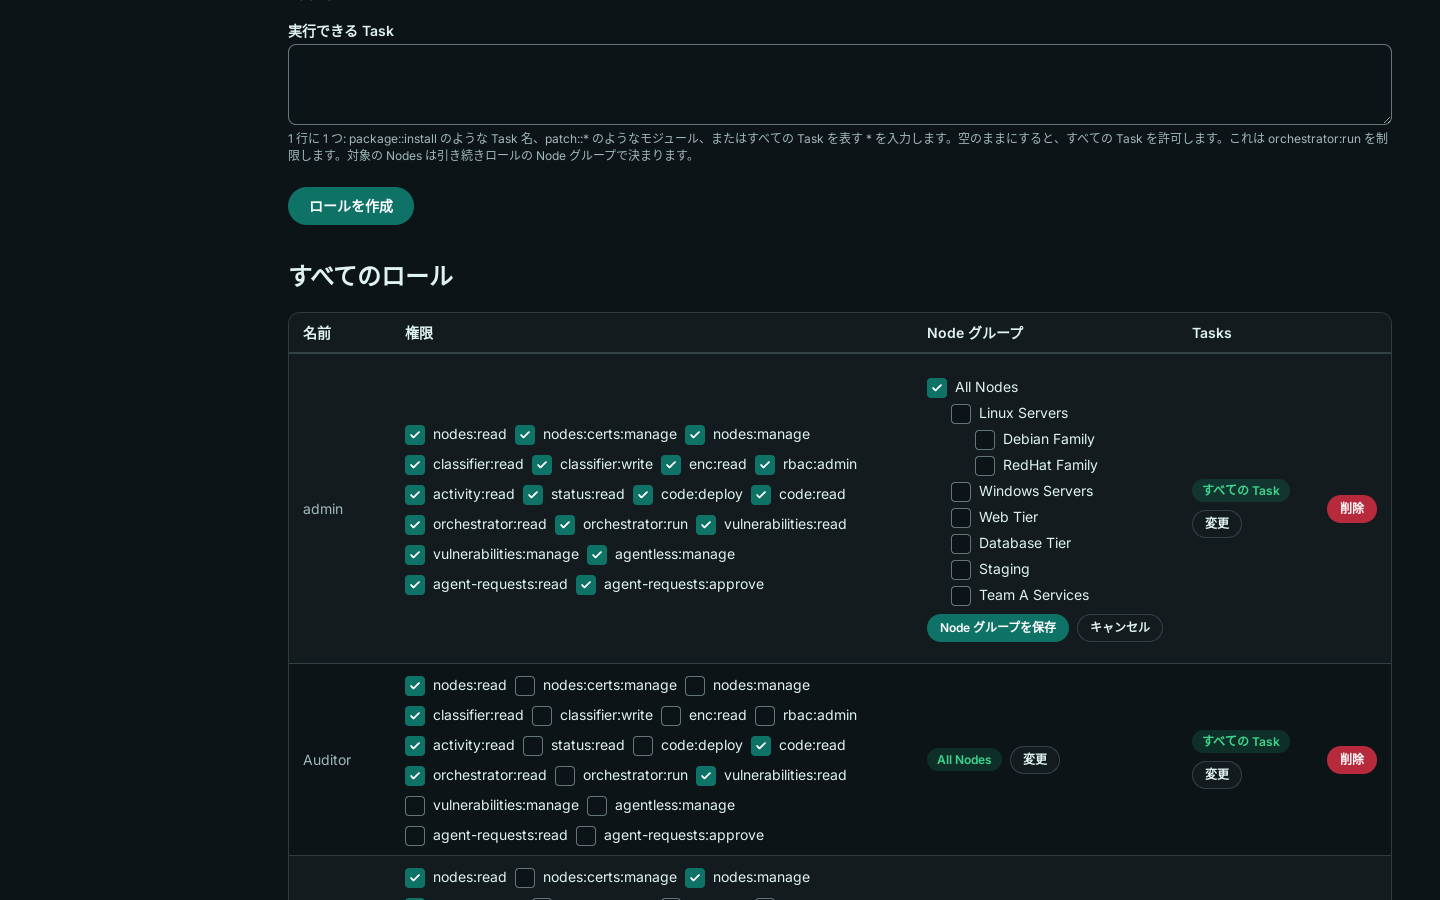 実行できる Task
1 行に 1 つ: package::install のような Task 名、patch::* のようなモジュール、またはすべての Task を表す * を入力します。空のままにすると、すべての Task を許可します。これは orchestrator:run を制
限します。対象の Nodes は引き続きロールの Node グループで決まります。
ロールを作成
すべてのロール
名前 権限 Node グループ Tasks
admin
nodes:read nodes:certs:manage nodes:manage
classifier:read classifier:write enc:read rbac:admin
activity:read status:read code:deploy code:read
orchestrator:read orchestrator:run vulnerabilities:read
vulnerabilities:manage agentless:manage
agent-requests:read agent-requests:approve
All Nodes
Linux Servers
Debian Family
RedHat Family
Windows Servers
Web Tier
Database Tier
Staging
Team A Services
Node グループを保存 キャンセル
すべての Task
変更
削除
Auditor
nodes:read nodes:certs:manage nodes:manage
classifier:read classifier:write enc:read rbac:admin
activity:read status:read code:deploy code:read
orchestrator:read orchestrator:run vulnerabilities:read
vulnerabilities:manage agentless:manage
agent-requests:read agent-requests:approve
All Nodes 変更
すべての Task
変更
削除
nodes:read nodes:certs:manage nodes:manage